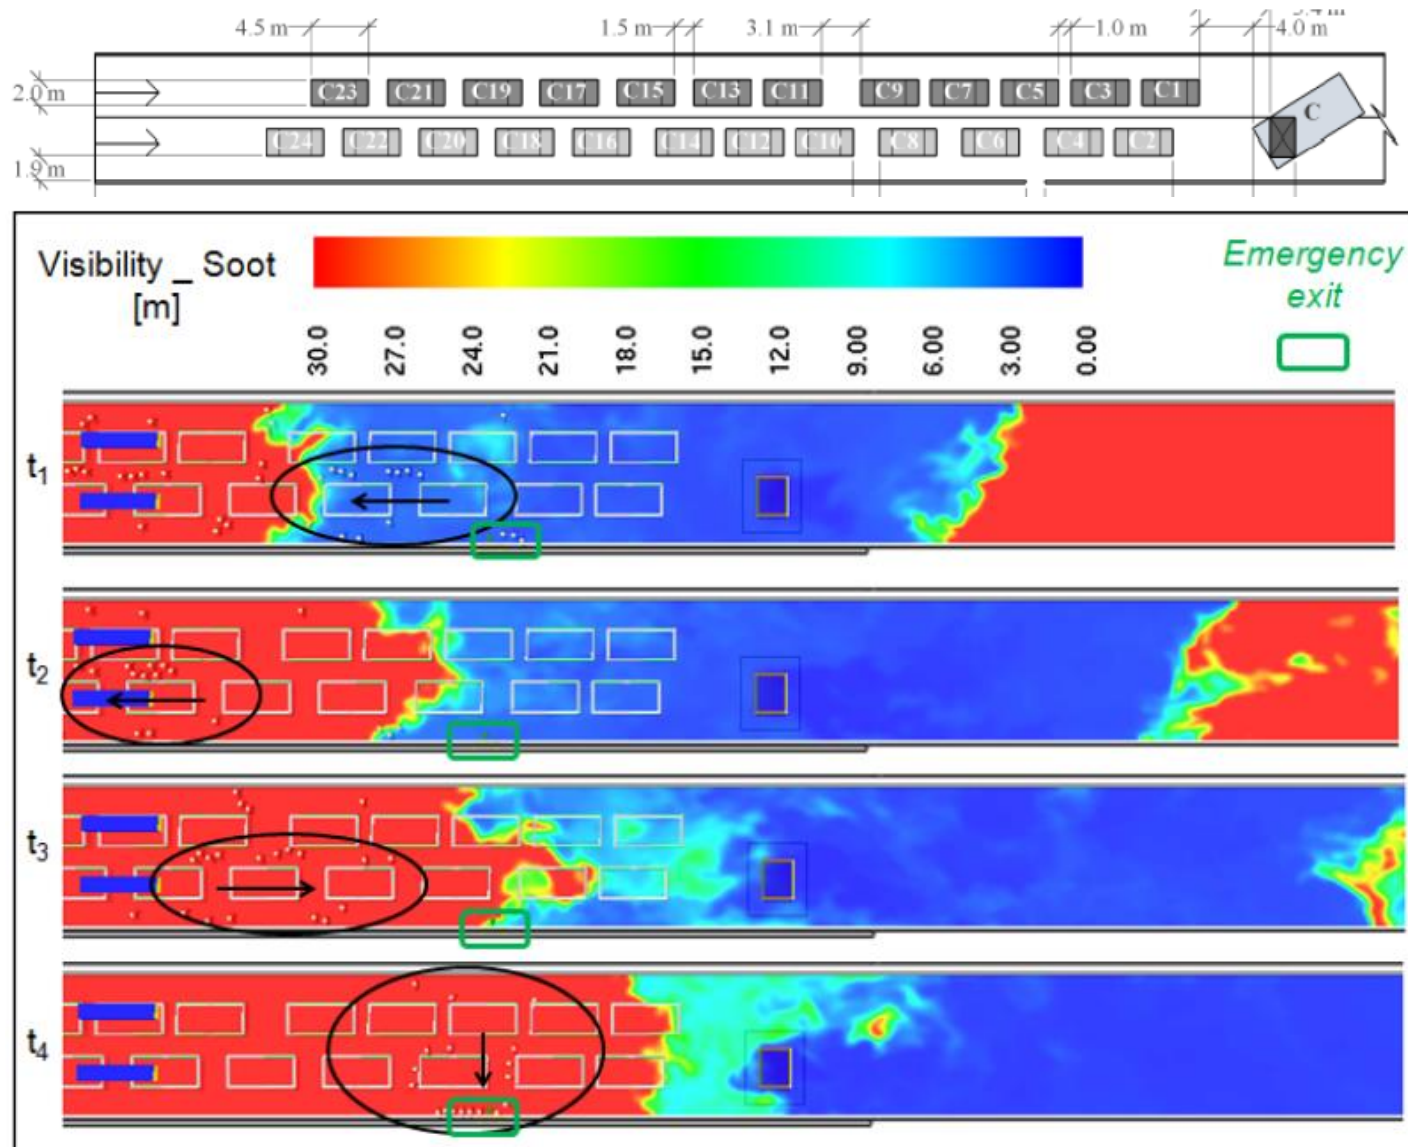 4.5 m 1.5 m 3.1 m 1.0 m 4.0 m
2.0 m
C23 C21 C19 C17 C15 C13 C11 C9 C7 C5 C3 C1
C
C24 C22 C20 C18 C16 C14 C12 C10 C8 C6 C4 C2
1.9 m
Visibility _ Soot
[m]
Emergency
exit
30.0 27.0 24.0 21.0 18.0 15.0 12.0 9.00 6.00 3.00 0.00
t1
t2
t3
t4